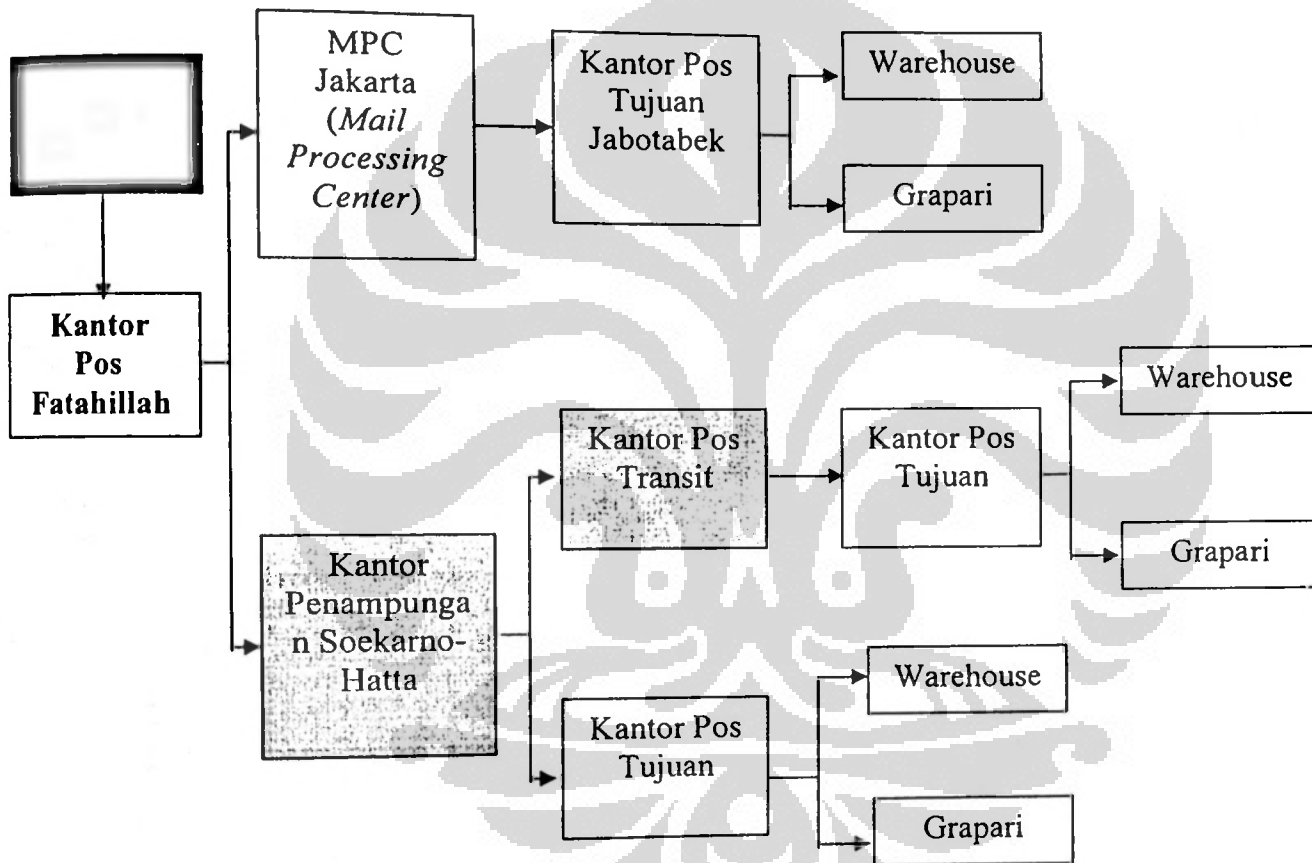 MPC
Jakarta
(Mail
Processing
Center)
Kantor Pos
Tujuan
Jabotabek
Warehouse
Grapari
Kantor
Pos
Fatahillah
Kantor Pos
Transit
Kantor Pos
Tujuan
Warehouse
Grapari
Kantor
Penampunga
n Soekarno-
Hatta
Kantor Pos
Tujuan
Warehouse
Grapari